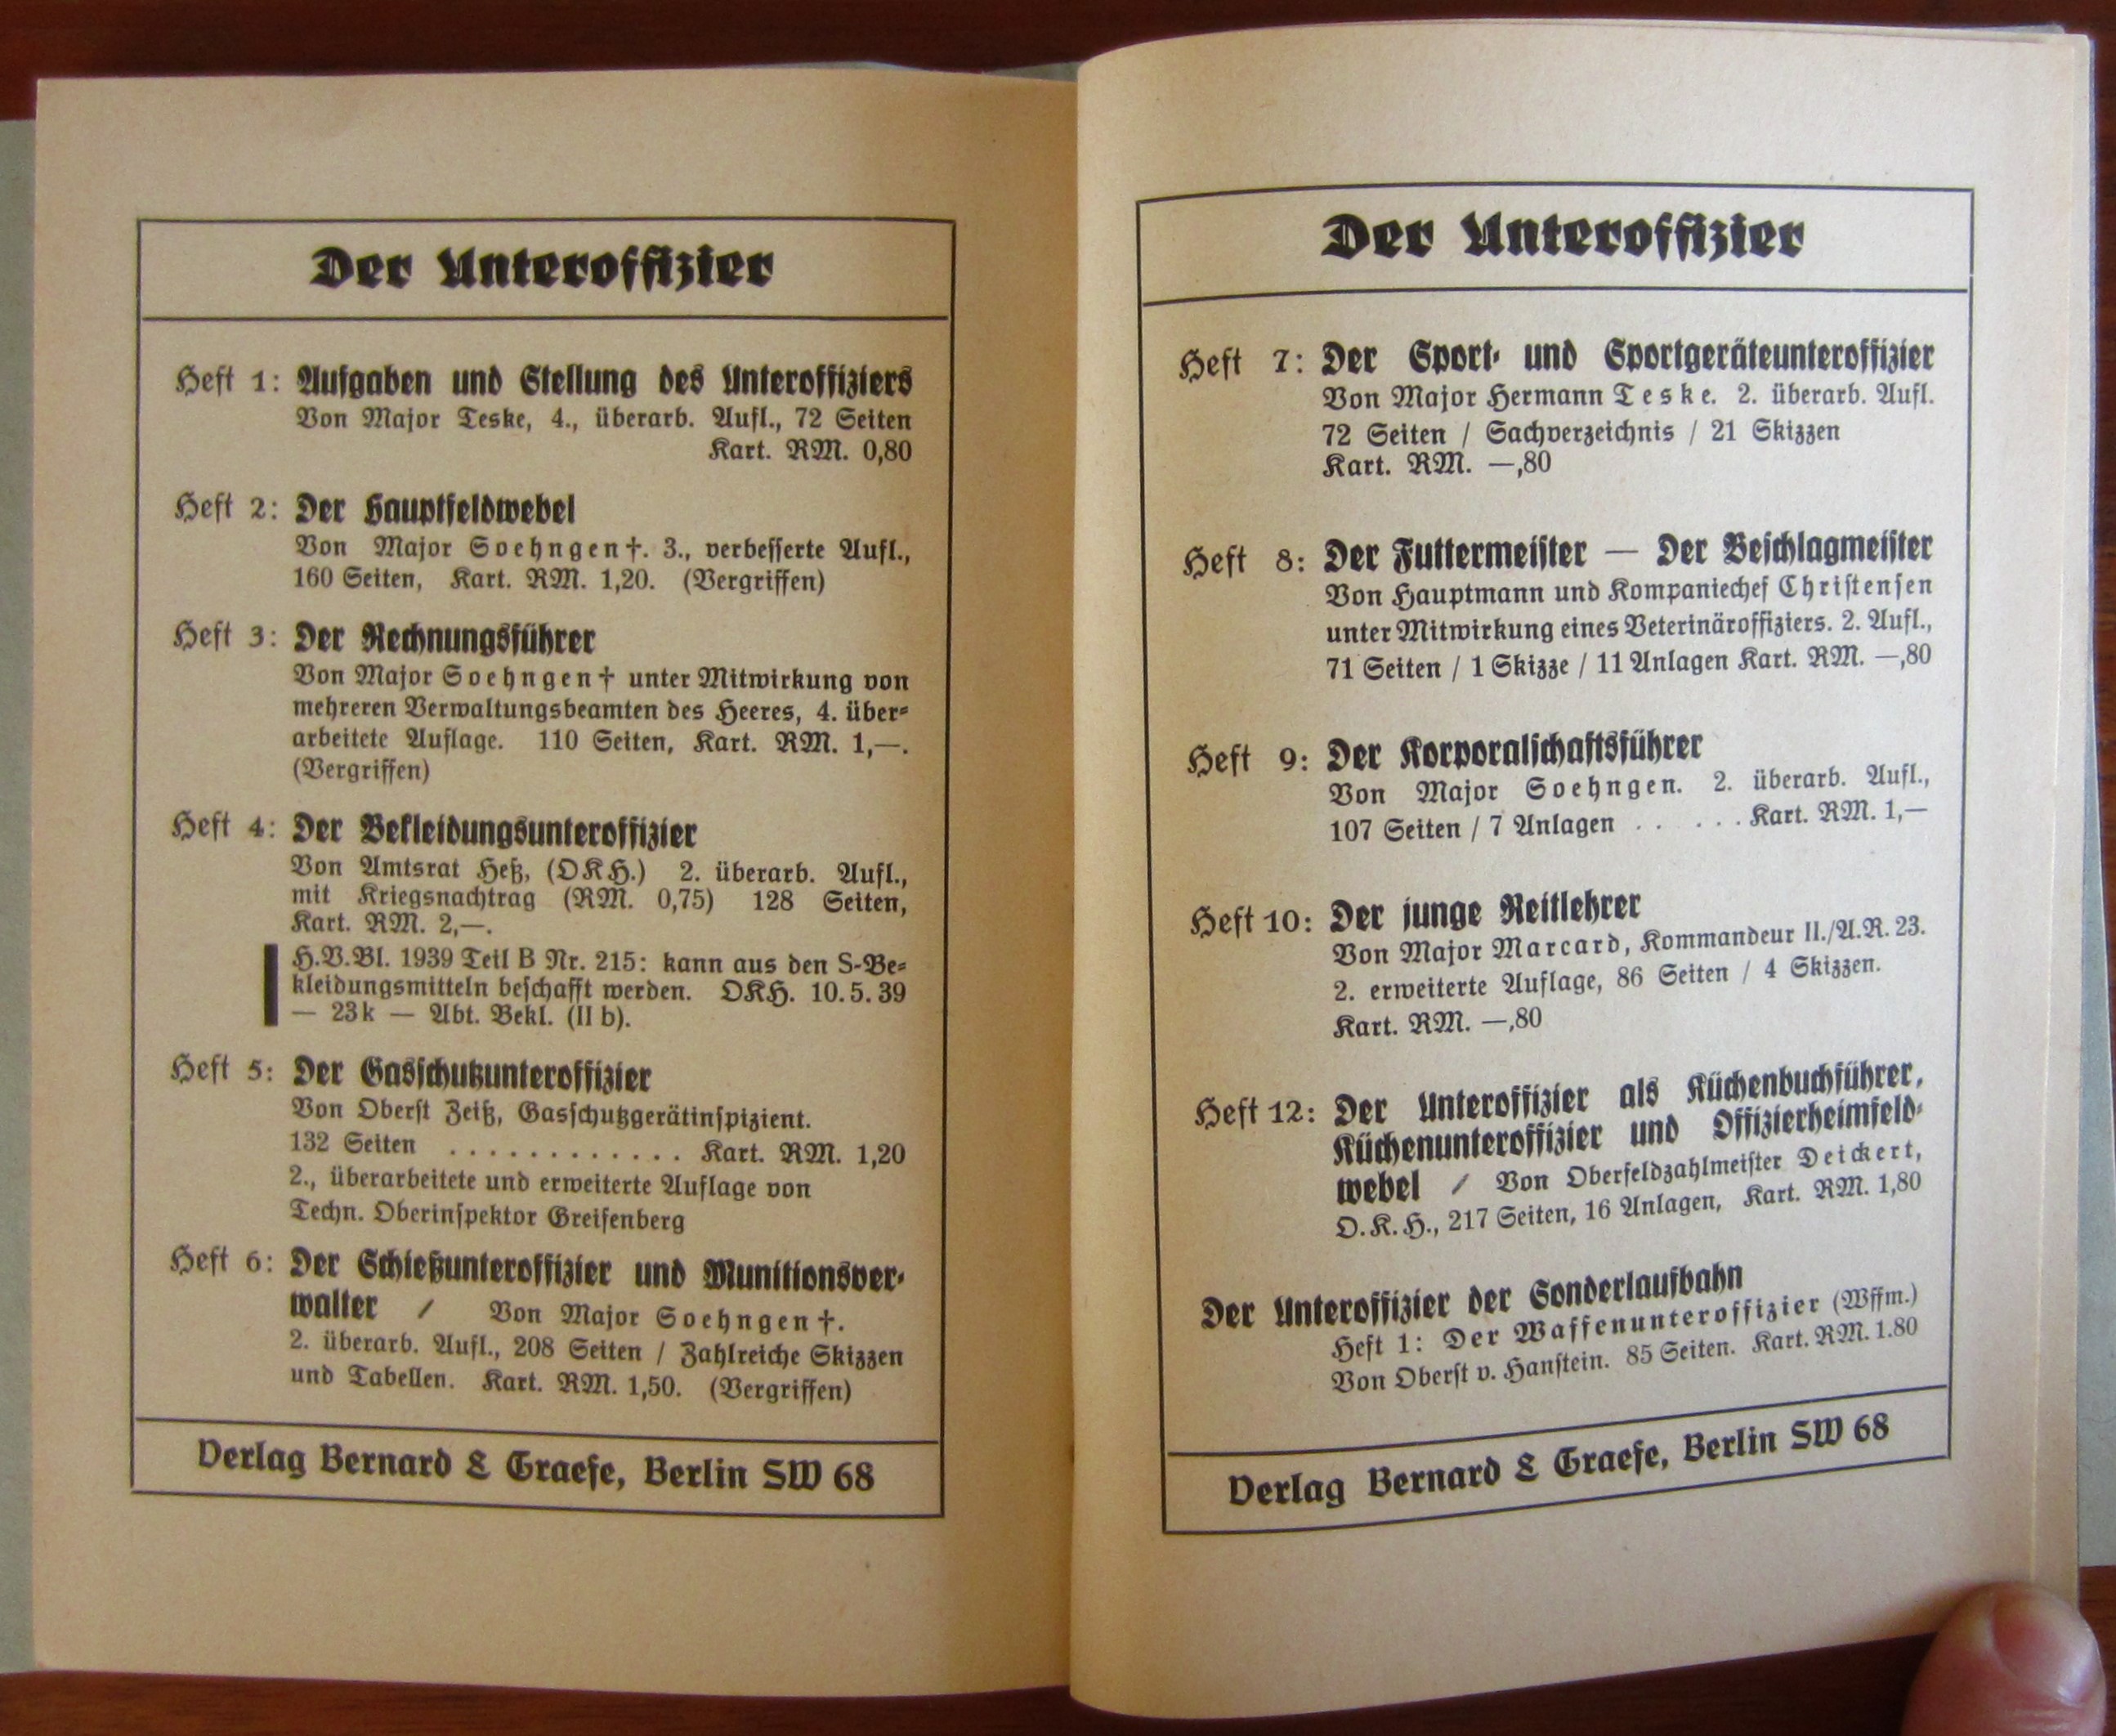 Der Unteroffizier
Heft 1: Aufgaben und Stellung des Unteroffiziers
Von Major Teske, 4., überarb. Aufl., 72 Seiten
Kart. RM. 0,80
Heft 2: Der Hauptfeldwebel
Von Major Soehngen †. 3., verbeſſerte Aufl.,
160 Seiten, Kart. RM. 1,20. (Vergriffen)
Heft 3: Der Rechnungsführer
Von Major Soehngen † unter Mitwirkung von
mehreren Verwaltungsbeamten des Heeres, 4. über-
arbeitete Auflage. 110 Seiten, Kart. RM. 1,—.
(Vergriffen)
Heft 4: Der Bekleidungsunteroffizier
Von Amtsrat Heß, (OKH.) 2. überarb. Aufl.,
mit Kriegsnachtrag (RM. 0,75) 128 Seiten,
Kart. RM. 2,—.
H.V.Bl. 1939 Teil B Nr. 215: kann aus den S-Be-
kleidungsmitteln beſchafft werden. OKH. 10. 5. 39
— 23 k — Abt. Bekl. (II b).
Heft 5: Der Gasſchutzunteroffizier
Von Oberſt Zeiß, Gasſchutzgerätinſpizient.
132 Seiten . . . . . . . . . . . . Kart. RM. 1,20
2., überarbeitete und erweiterte Auflage von
Techn. Oberinſpektor Greifenberg
Heft 6: Der Schießunteroffizier und Munitionsver-
walter / Von Major Soehngen †.
2. überarb. Aufl., 208 Seiten / Zahlreiche Skizzen
und Tabellen. Kart. RM. 1,50. (Vergriffen)
Verlag Bernard & Graefe, Berlin SW 68
Der Unteroffizier
Heft 7: Der Sport- und Sportgeräteunteroffizier
Von Major Hermann Teske. 2. überarb. Aufl.
72 Seiten / Sachverzeichnis / 21 Skizzen
Kart. RM. —,80
Heft 8: Der Futtermeiſter — Der Beſchlagmeiſter
Von Hauptmann und Kompaniechef Chriſtenſen
unter Mitwirkung eines Veterinäroffiziers. 2. Aufl.,
71 Seiten / 1 Skizze / 11 Anlagen Kart. RM. —,80
Heft 9: Der Korporalſchaftsführer
Von Major Soehngen. 2. überarb. Aufl.,
107 Seiten / 7 Anlagen . . . . . Kart. RM. 1,—
Heft 10: Der junge Reitlehrer
Von Major Marcard, Kommandeur II./A.R. 23.
2. erweiterte Auflage, 86 Seiten / 4 Skizzen.
Kart. RM. —,80
Heft 12: Der Unteroffizier als Küchenbuchführer,
Küchenunteroffizier und Offizierheimfeld-
webel / Von Oberfeldzahlmeiſter Deickert,
O.K.H., 217 Seiten, 16 Anlagen, Kart. RM. 1,80
Der Unteroffizier der Sonderlaufbahn
Heft 1: Der Waffenunteroffizier (Wffm.)
Von Oberſt v. Hanſtein. 85 Seiten. Kart. RM. 1.80
Verlag Bernard & Graefe, Berlin SW 68